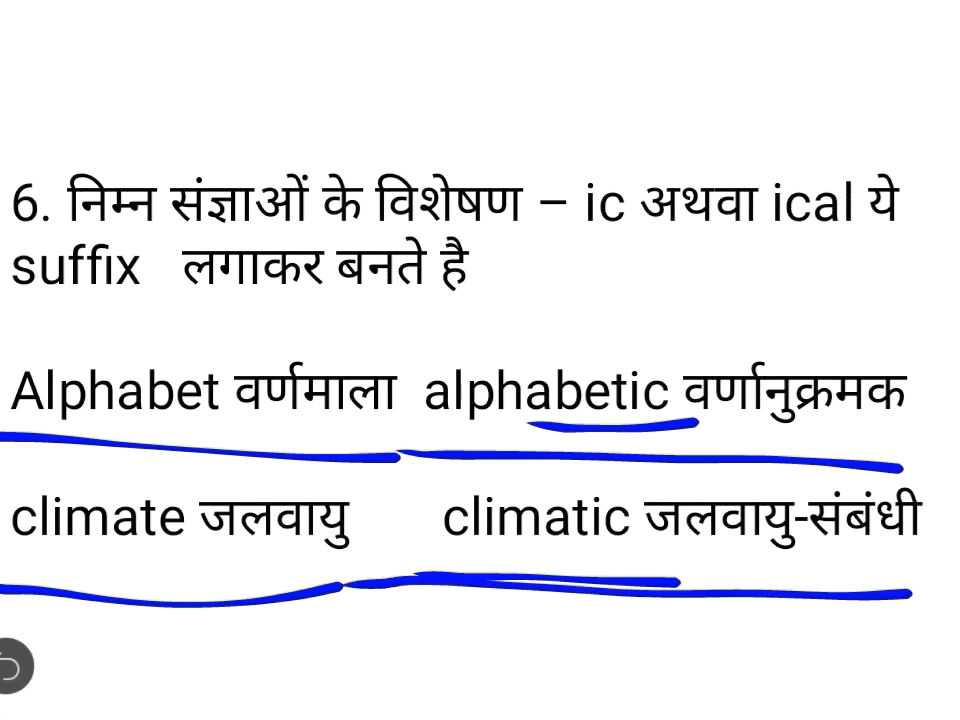 6. निम्न संज्ञाओं के विशेषण – ic अथवा ical ये
suffix लगाकर बनते है
Alphabet वर्णमाला alphabetic वर्णानुक्रमक
climate जलवायु climatic जलवायु-संबंधी